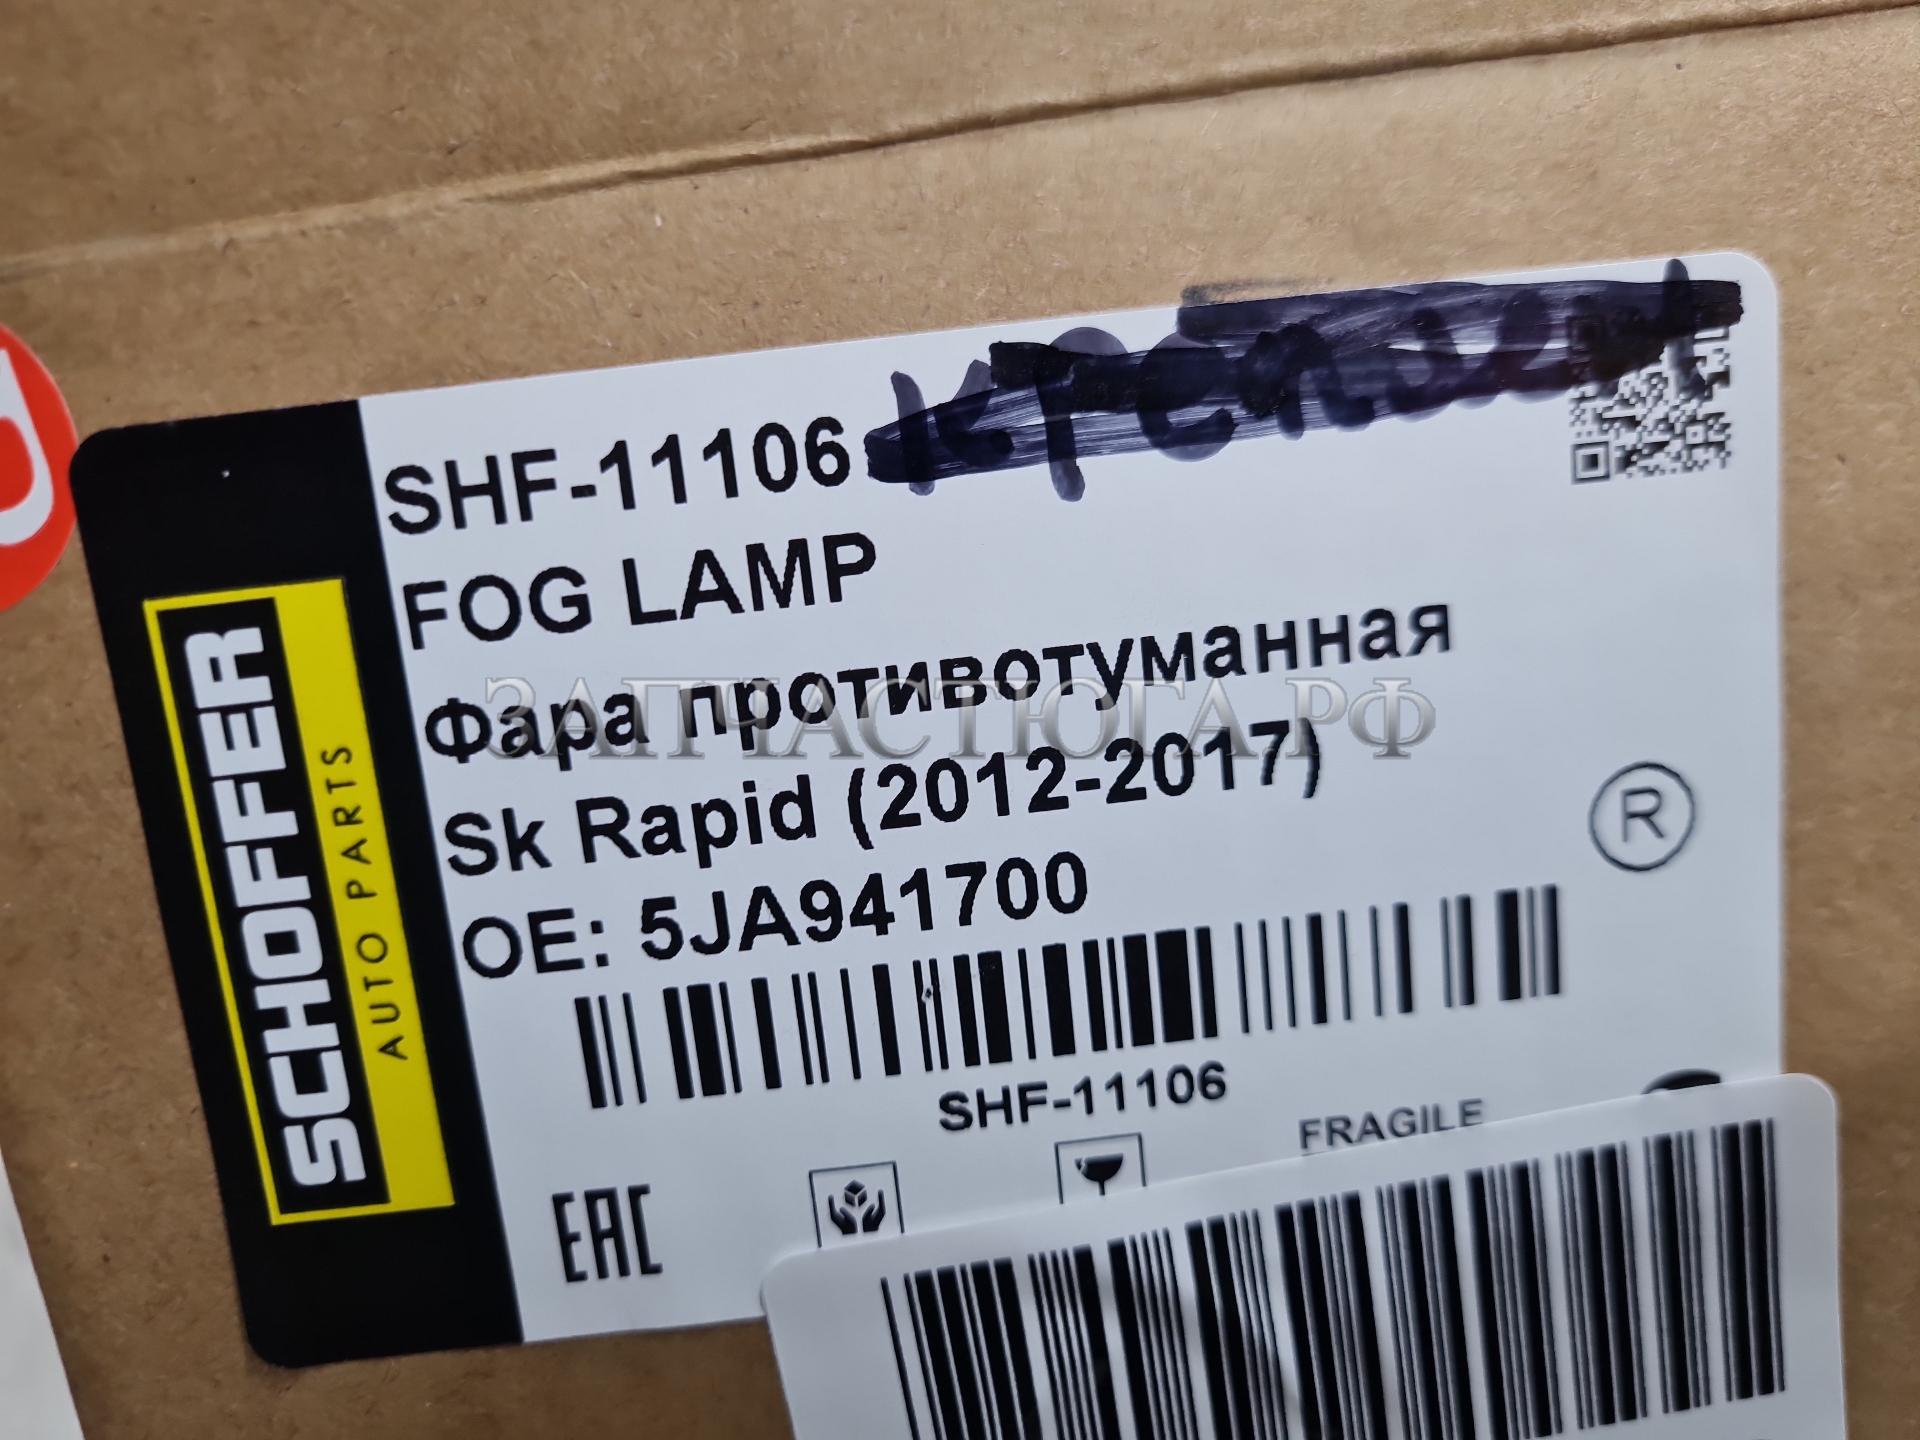 SHF-11106
FOG LAMP
Фара противотуманная
ЗАПЧАСТЮГА.РФ
Sk Rapid (2012-2017)
OE: 5JA941700
SHF-11106
FRAGILE
EAC
SCHOFFER
AUTO PARTS
R